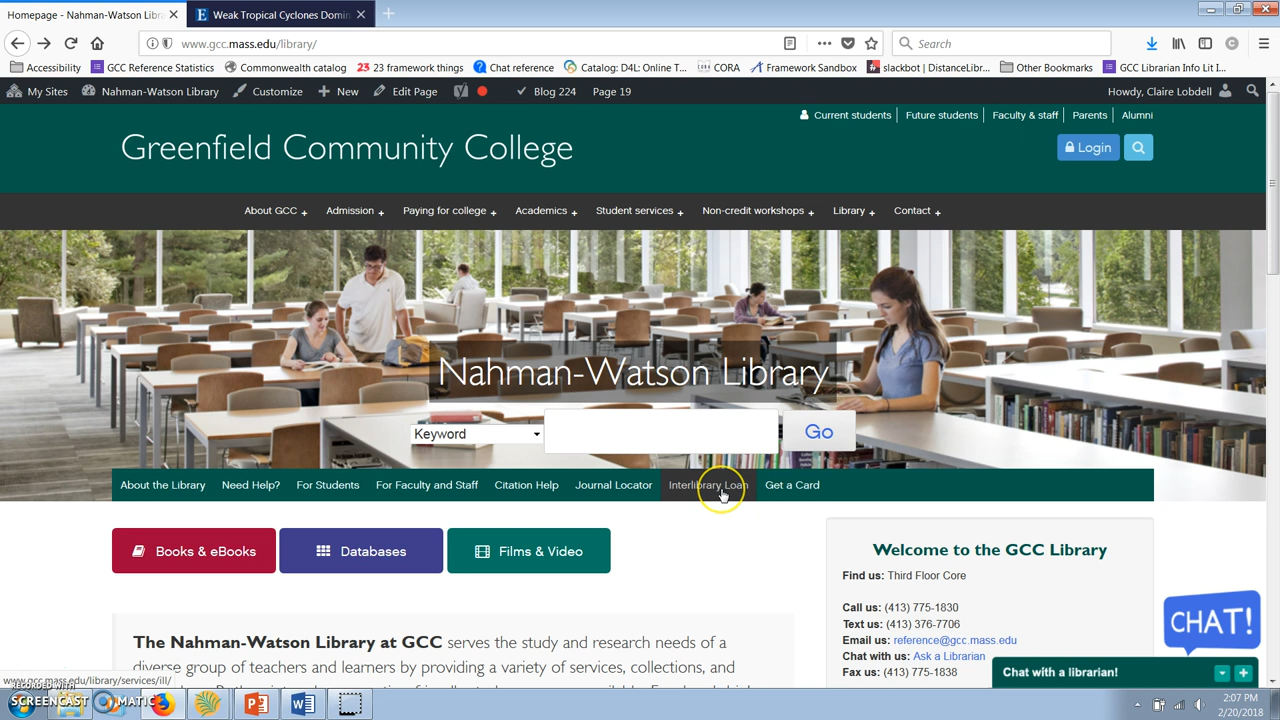 Homepage - Nahman-Watson Libra
Weak Tropical Cyclones Domin
www.gcc.mass.edu/library/
Search
Accessibility
GCC Reference Statistics
Commonwealth catalog
23 23 framework things
Chat reference
Catalog: D4L: Online T...
CORA
Framework Sandbox
slackbot | DistanceLibr...
Other Bookmarks
GCC Librarian Info Lit I...
My Sites
Nahman-Watson Library
Customize
New
Edit Page
Blog 224
Page 19
Howdy, Claire Lobdell
Current students
Future students
Faculty & staff
Parents
Alumni
Greenfield Community College
Login
About GCC +
Admission +
Paying for college +
Academics +
Student services +
Non-credit workshops +
Library +
Contact +
Nahman-Watson Library
Keyword
Go
About the Library
Need Help?
For Students
For Faculty and Staff
Citation Help
Journal Locator
Interlibrary Loan
Get a Card
Books & eBooks
Databases
Films & Video
Welcome to the GCC Library
Find us: Third Floor Core
Call us: (413) 775-1830
Text us: (413) 376-7706
Email us: reference@gcc.mass.edu
Chat with us: Ask a Librarian
Fax us: (413) 775-1838
CHAT!
Chat with a librarian!
The Nahman-Watson Library at GCC serves the study and research needs of a
diverse group of teachers and learners by providing a variety of services, collections, and
www.gcc.mass.edu/library/services/ill/
RECORDED WITH
SCREENCAST MATIC
2:07 PM
2/20/2018